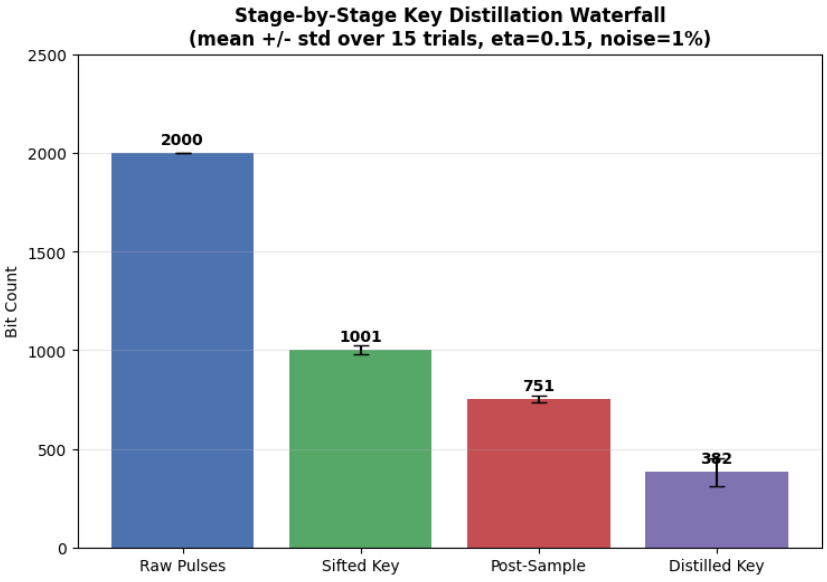 Stage-by-Stage Key Distillation Waterfall
(mean +/- std over 15 trials, eta=0.15, noise=1%)
2500
2000
1500
1000
500
0
Bit Count
2000
1001
751
382
Raw Pulses
Sifted Key
Post-Sample
Distilled Key